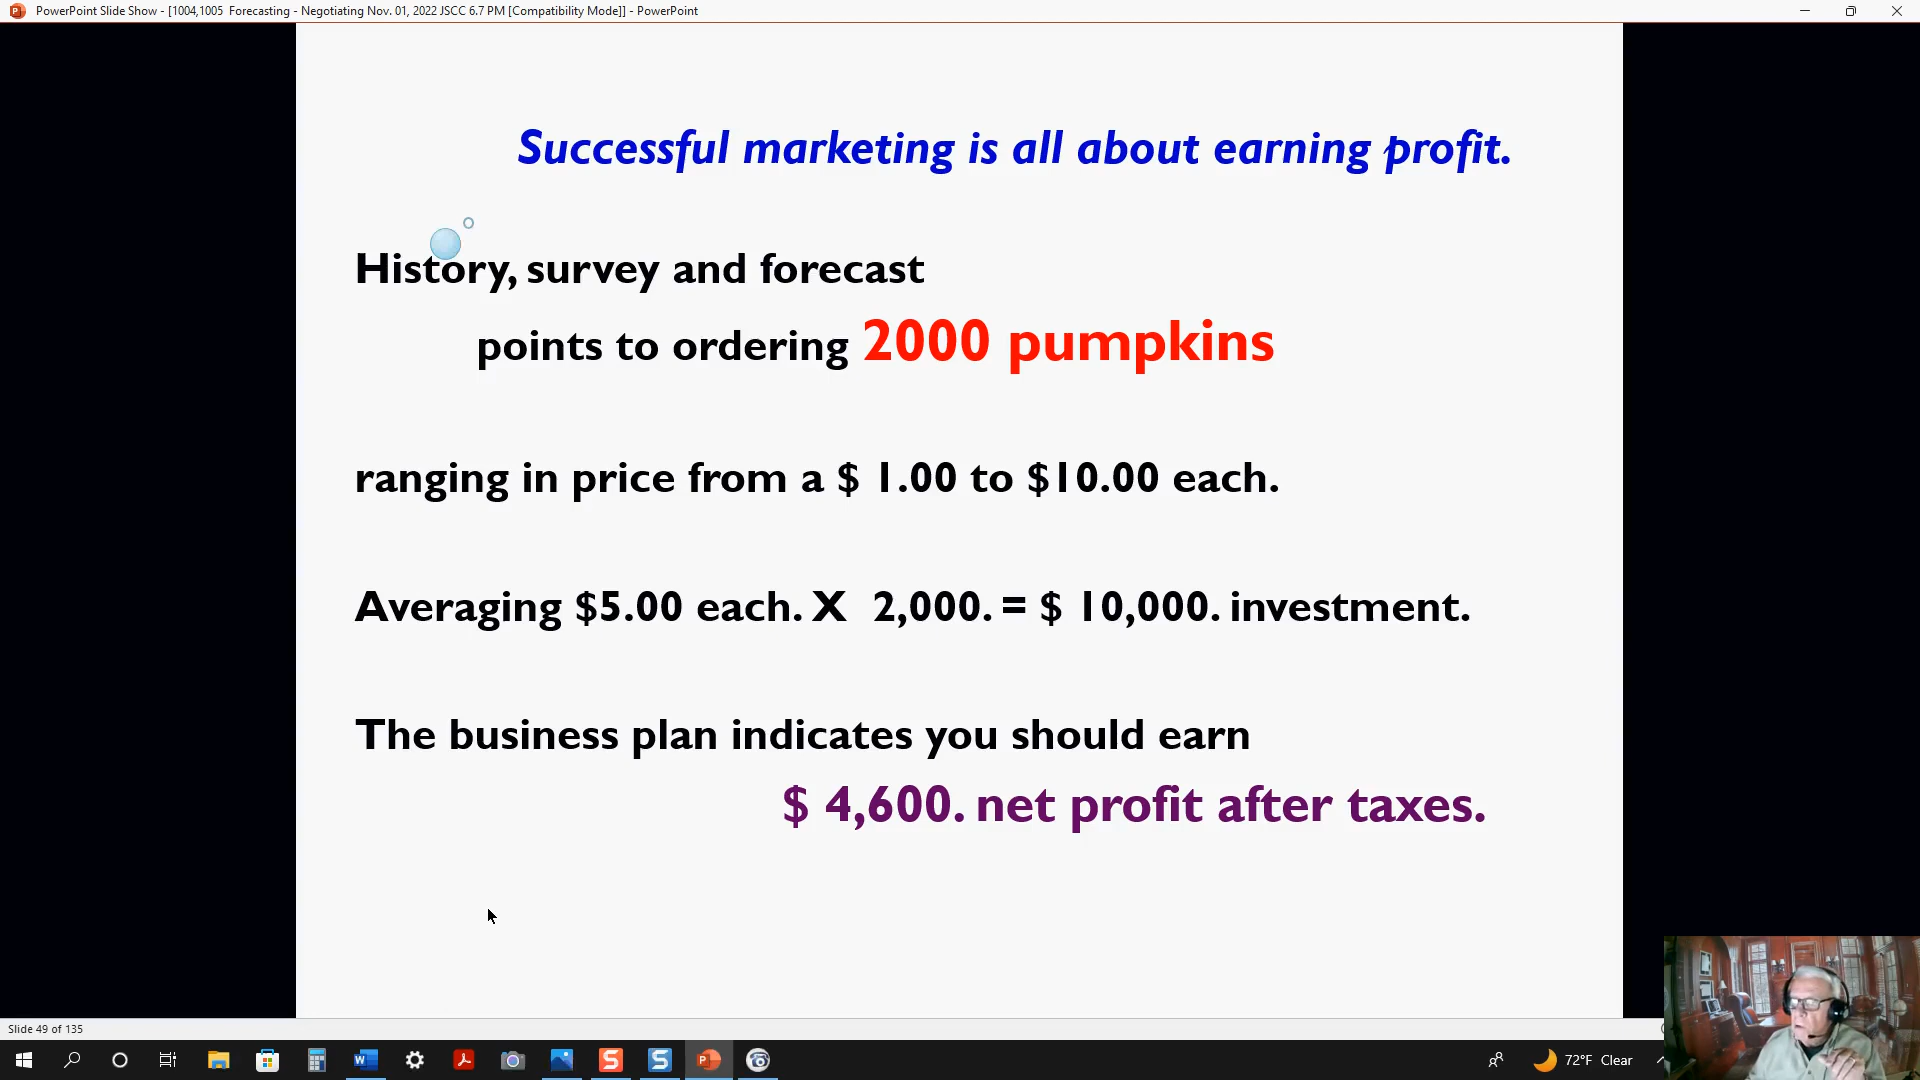 PowerPoint Slide Show - [1004,1005 Forecasting - Negotiating Nov. 01, 2022 JSCC 6.7 PM [Compatibility Mode]] - PowerPoint
Successful marketing is all about earning profit.
History, survey and forecast
points to ordering 2000 pumpkins
ranging in price from a $ 1.00 to $10.00 each.
Averaging $5.00 each. X 2,000. = $ 10,000. investment.
The business plan indicates you should earn
$ 4,600. net profit after taxes.
Slide 49 of 135
72°F Clear